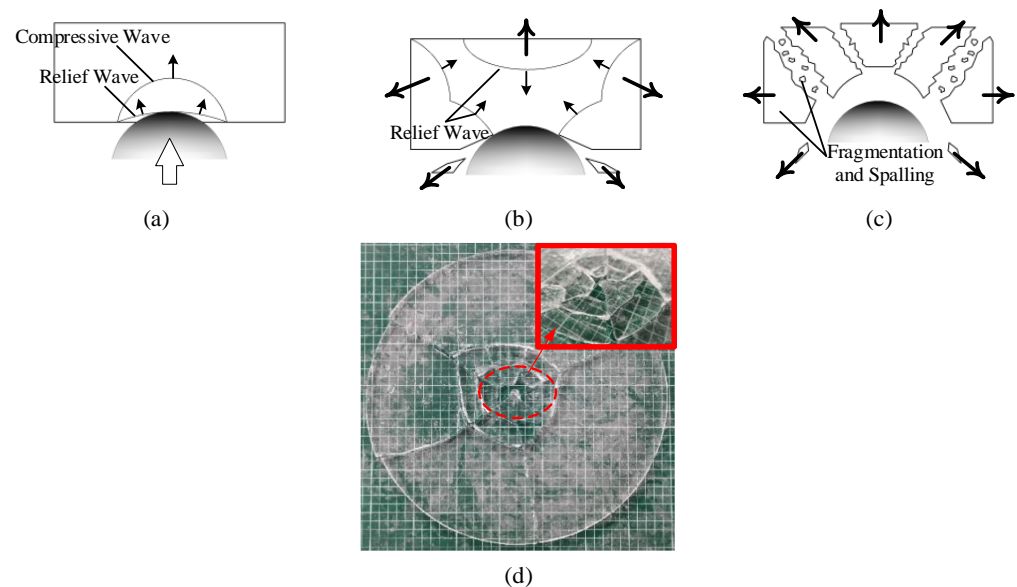 Compressive Wave
Relief Wave
(a)
Relief Wave
(b)
Fragmentation
and Spalling
(c)
(d)